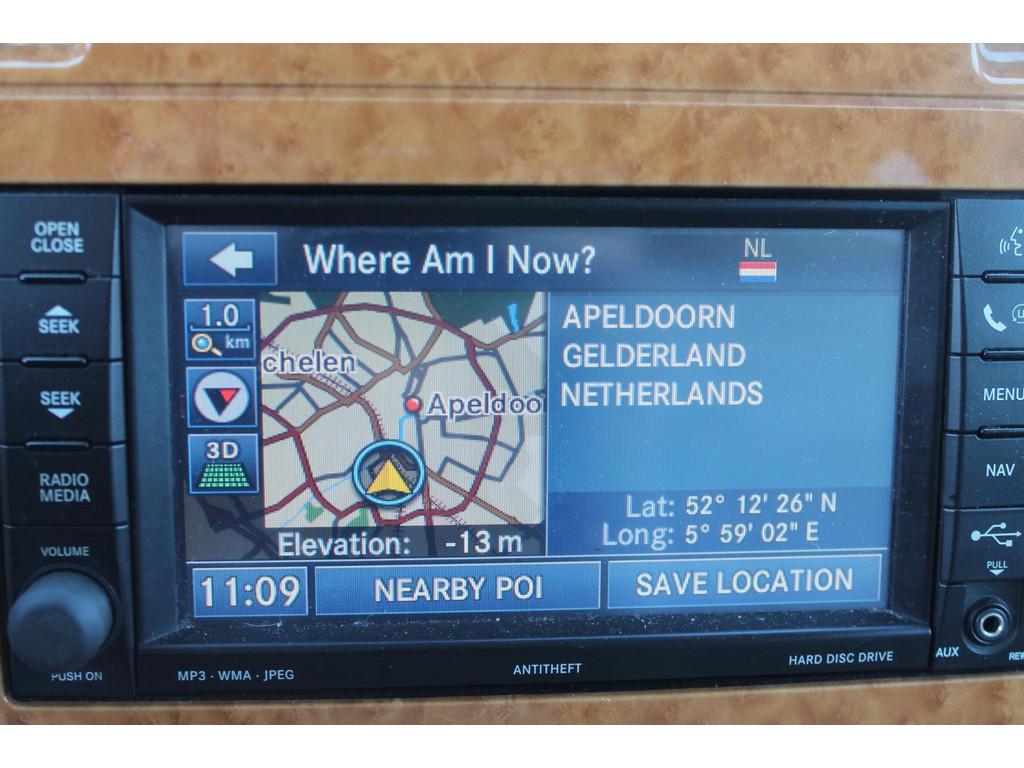 OPEN
CLOSE
SEEK
SEEK
RADIO
MEDIA
VOLUME
PUSH ON
Where Am I Now?
NL
1.0
km
3D
chelen
Apeldoo
Elevation: -13 m
APELDOORN
GELDERLAND
NETHERLANDS
Lat: 52° 12' 26" N
Long: 5° 59' 02" E
11:09
NEARBY POI
SAVE LOCATION
MP3 · WMA · JPEG
ANTITHEFT
HARD DISC DRIVE
MENU
NAV
PULL
AUX